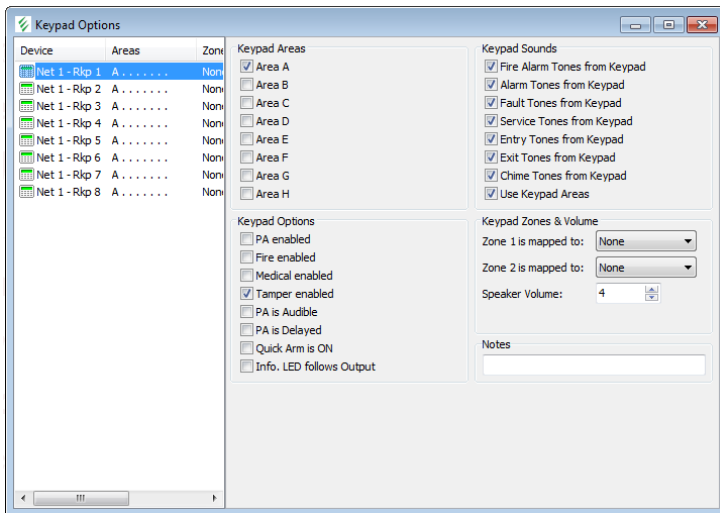 Keypad Options
Device Areas Zone
Net 1 - Rkp 1 A . . . . . . . None
Net 1 - Rkp 2 A . . . . . . . None
Net 1 - Rkp 3 A . . . . . . . None
Net 1 - Rkp 4 A . . . . . . . None
Net 1 - Rkp 5 A . . . . . . . None
Net 1 - Rkp 6 A . . . . . . . None
Net 1 - Rkp 7 A . . . . . . . None
Net 1 - Rkp 8 A . . . . . . . None
Keypad Areas
Area A
Area B
Area C
Area D
Area E
Area F
Area G
Area H
Keypad Options
PA enabled
Fire enabled
Medical enabled
Tamper enabled
PA is Audible
PA is Delayed
Quick Arm is ON
Info. LED follows Output
Keypad Sounds
Fire Alarm Tones from Keypad
Alarm Tones from Keypad
Fault Tones from Keypad
Service Tones from Keypad
Entry Tones from Keypad
Exit Tones from Keypad
Chime Tones from Keypad
Use Keypad Areas
Keypad Zones & Volume
Zone 1 is mapped to: None
Zone 2 is mapped to: None
Speaker Volume: 4
Notes